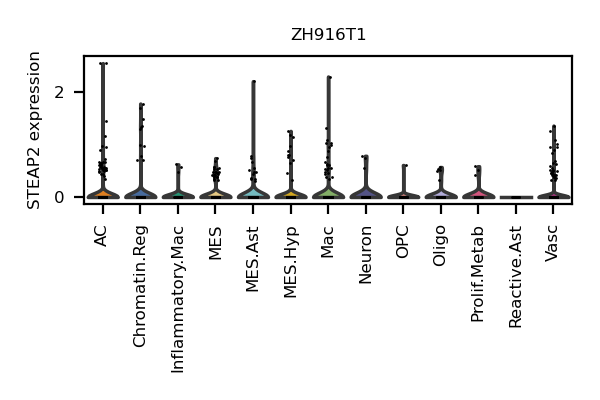 ZH916T1
STEAP2 expression
2
0
AC
Chromatin.Reg
Inflammatory.Mac
MES
MES.Ast
MES.Hyp
Mac
Neuron
OPC
Oligo
Prolif.Metab
Reactive.Ast
Vasc